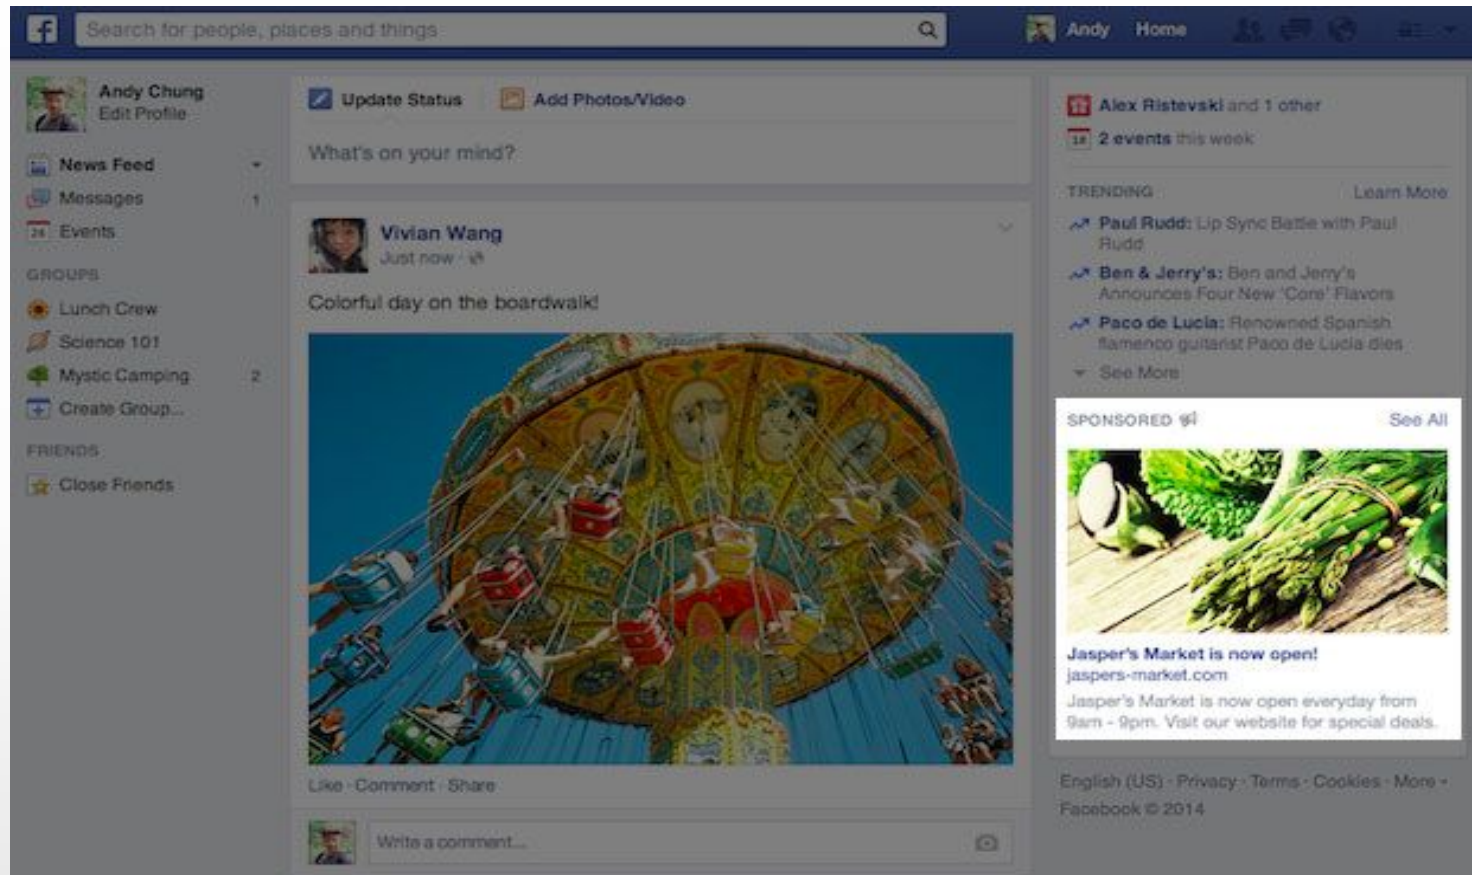 f
Search for people, places and things
Andy Home
Andy Chung
Edit Profile
News Feed
Messages 1
26 Events
GROUPS
Lunch Crew
Science 101
Mystic Camping 2
Create Group...
FRIENDS
Close Friends
Update Status Add Photos/Video
What's on your mind?
Vivian Wang
Just now ·
Colorful day on the boardwalk!
Like · Comment · Share
Write a comment...
Alex Ristevski and 1 other
2 events this week
TRENDING Learn More
Paul Rudd: Lip Sync Battle with Paul
Rudd
Ben & Jerry's: Ben and Jerry's
Announces Four New 'Core' Flavors
Paco de Lucia: Renowned Spanish
flamenco guitarist Paco de Lucia dies
See More
SPONSORED See All
Jasper's Market is now open!
jaspers-market.com
Jasper's Market is now open everyday from
9am - 9pm. Visit our website for special deals.
English (US) · Privacy · Terms · Cookies · More
Facebook © 2014